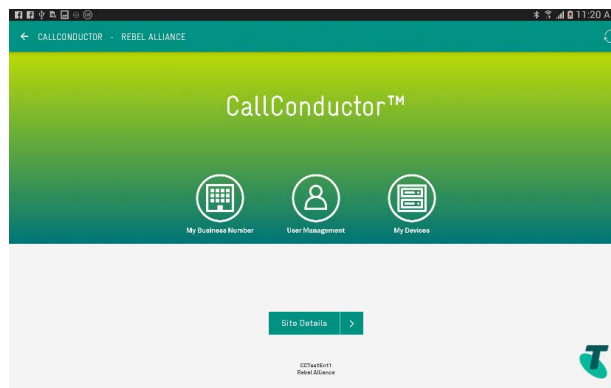 11:20 A
CALLCONDUCTOR - REBEL ALLIANCE
CallConductor™
My Business Number
User Management
My Devices
Site Details
CCTestEnt1
Rebel Alliance